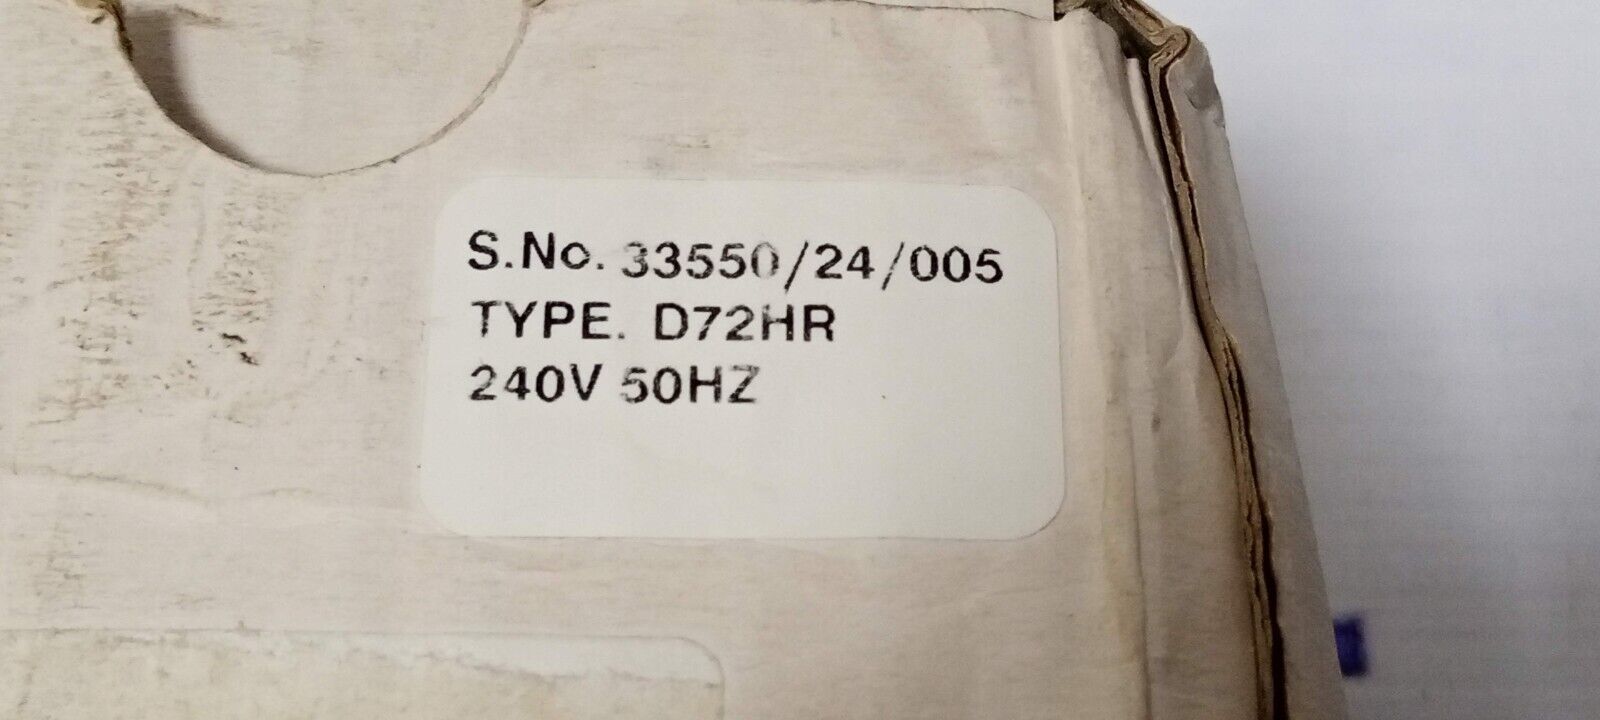 S.No. 33550/24/005
TYPE. D72HR
240V 50HZ